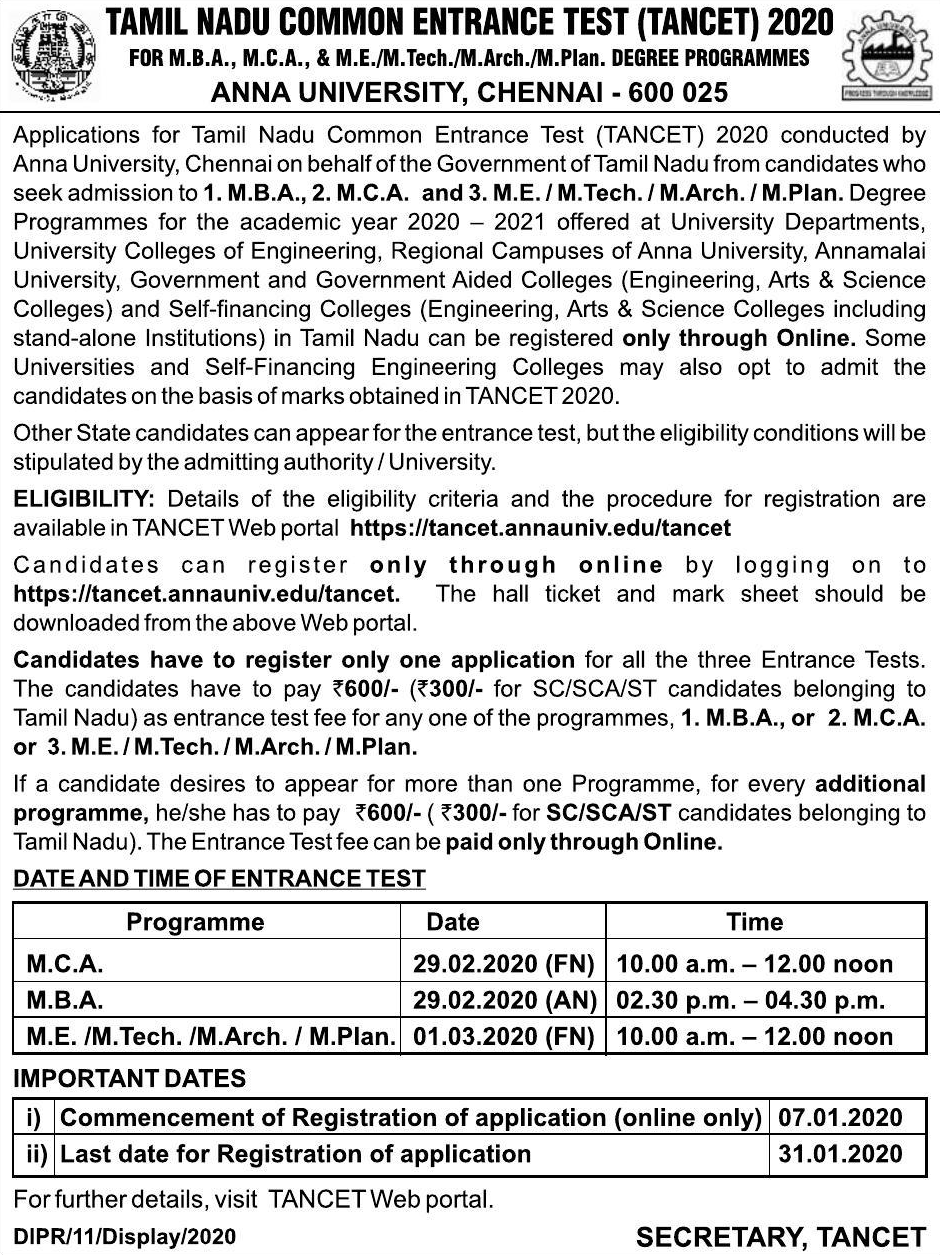 TAMIL NADU COMMON ENTRANCE TEST (TANCET) 2020
FOR M.B.A., M.C.A., & M.E./M.Tech./M.Arch./M.Plan. DEGREE PROGRAMMES
ANNA UNIVERSITY, CHENNAI - 600 025
PROGRESS THROUGH KNOWLEDGE
Applications for Tamil Nadu Common Entrance Test (TANCET) 2020 conducted by
Anna University, Chennai on behalf of the Government of Tamil Nadu from candidates who
seek admission to 1. M.B.A., 2. M.C.A. and 3. M.E. / M.Tech. / M.Arch. / M.Plan. Degree
Programmes for the academic year 2020 – 2021 offered at University Departments,
University Colleges of Engineering, Regional Campuses of Anna University, Annamalai
University, Government and Government Aided Colleges (Engineering, Arts & Science
Colleges) and Self-financing Colleges (Engineering, Arts & Science Colleges including
stand-alone Institutions) in Tamil Nadu can be registered only through Online. Some
Universities and Self-Financing Engineering Colleges may also opt to admit the
candidates on the basis of marks obtained in TANCET 2020.
Other State candidates can appear for the entrance test, but the eligibility conditions will be
stipulated by the admitting authority / University.
ELIGIBILITY: Details of the eligibility criteria and the procedure for registration are
available in TANCET Web portal https://tancet.annauniv.edu/tancet
Candidates can register only through online by logging on to
https://tancet.annauniv.edu/tancet. The hall ticket and mark sheet should be
downloaded from the above Web portal.
Candidates have to register only one application for all the three Entrance Tests.
The candidates have to pay ₹600/- (₹300/- for SC/SCA/ST candidates belonging to
Tamil Nadu) as entrance test fee for any one of the programmes, 1. M.B.A., or 2. M.C.A.
or 3. M.E. / M.Tech. / M.Arch. / M.Plan.
If a candidate desires to appear for more than one Programme, for every additional
programme, he/she has to pay ₹600/- ( ₹300/- for SC/SCA/ST candidates belonging to
Tamil Nadu). The Entrance Test fee can be paid only through Online.
DATE AND TIME OF ENTRANCE TEST
Programme Date Time
M.C.A. 29.02.2020 (FN) 10.00 a.m. – 12.00 noon
M.B.A. 29.02.2020 (AN) 02.30 p.m. – 04.30 p.m.
M.E. /M.Tech. /M.Arch. / M.Plan. 01.03.2020 (FN) 10.00 a.m. – 12.00 noon
IMPORTANT DATES
i) Commencement of Registration of application (online only) 07.01.2020
ii) Last date for Registration of application 31.01.2020
For further details, visit TANCET Web portal.
DIPR/11/Display/2020 SECRETARY, TANCET